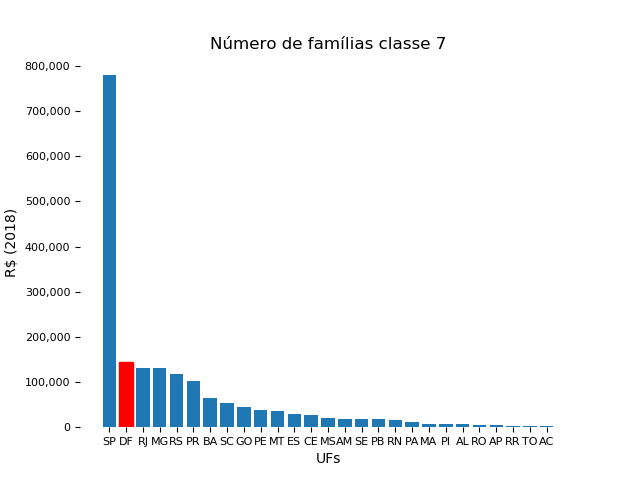 Número de famílias classe 7
800,000
700,000
600,000
500,000
400,000
300,000
200,000
100,000
0
R$ (2018)
SP DF RJ MG RS PR BA SC GO PE MT ES CE MS AM SE PB RN PA MA PI AL RO AP RR TO AC
UFs